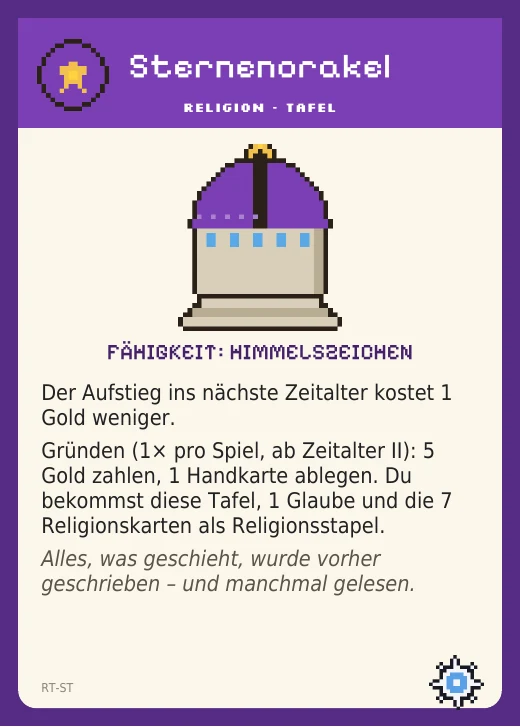 Sternenorakel
RELIGION - TAFEL
FÄHIGKEIT: HIMMELSZEICHEN
Der Aufstieg ins nächste Zeitalter kostet 1
Gold weniger.
Gründen (1× pro Spiel, ab Zeitalter II): 5
Gold zahlen, 1 Handkarte ablegen. Du
bekommst diese Tafel, 1 Glaube und die 7
Religionskarten als Religionsstapel.
Alles, was geschieht, wurde vorher
geschrieben – und manchmal gelesen.
RT-ST